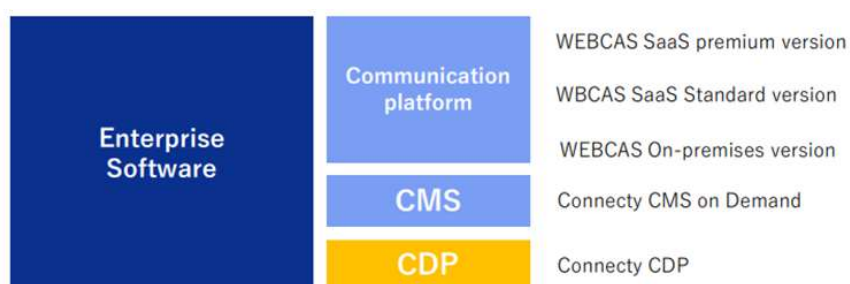 Enterprise
Software
Communication
platform
WEBCAS SaaS premium version
WBCAS SaaS Standard version
WEBCAS On-premises version
CMS
Connecty CMS on Demand
CDP
Connecty CDP